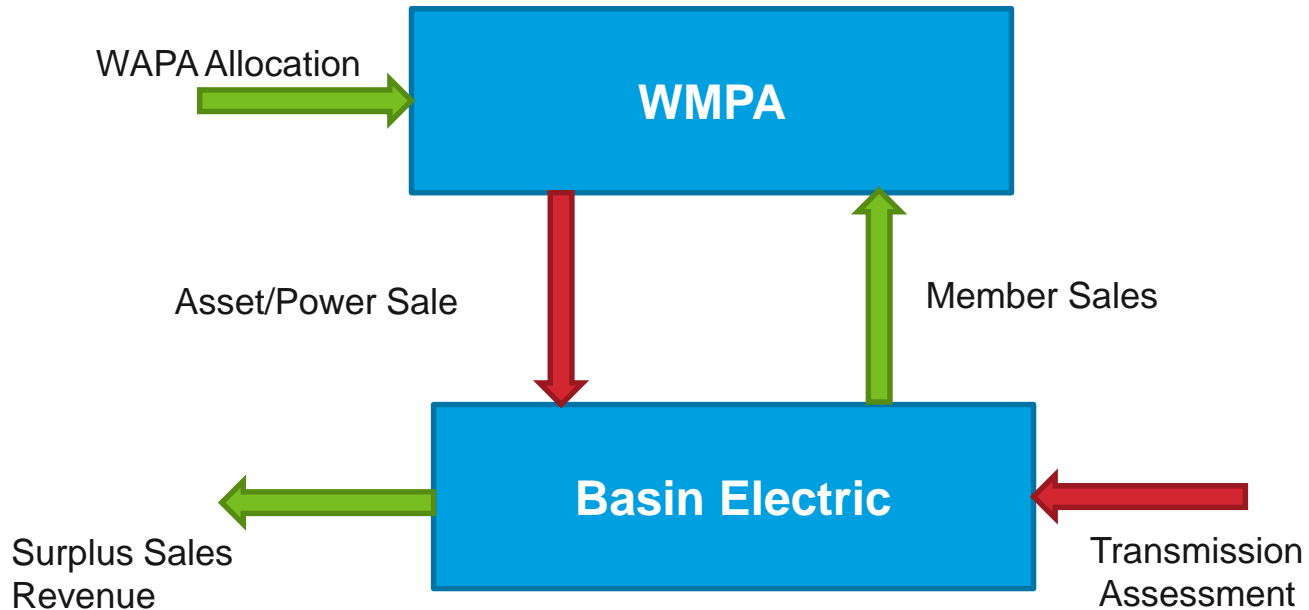 WAPA Allocation
WMPA
Asset/Power Sale
Member Sales
Basin Electric
Surplus Sales
Revenue
Transmission
Assessment